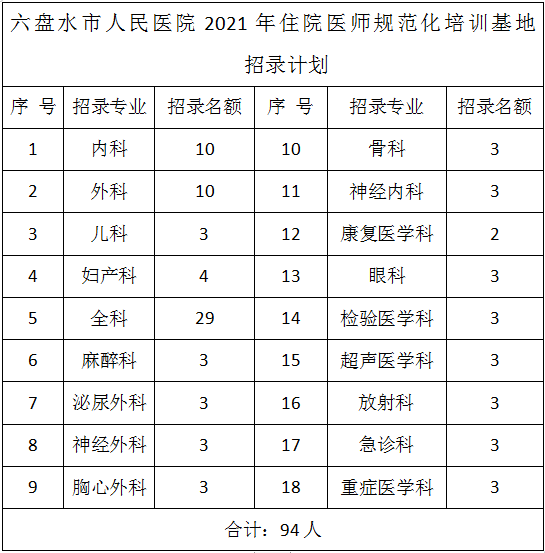 六盘水市人民医院 2021 年住院医师规范化培训基地
招录计划
序 号 招录专业 招录名额 序 号 招录专业 招录名额
1 内科 10 10 骨科 3
2 外科 10 11 神经内科 3
3 儿科 3 12 康复医学科 2
4 妇产科 4 13 眼科 3
5 全科 29 14 检验医学科 3
6 麻醉科 3 15 超声医学科 3
7 泌尿外科 3 16 放射科 3
8 神经外科 3 17 急诊科 3
9 胸心外科 3 18 重症医学科 3
合计：94 人